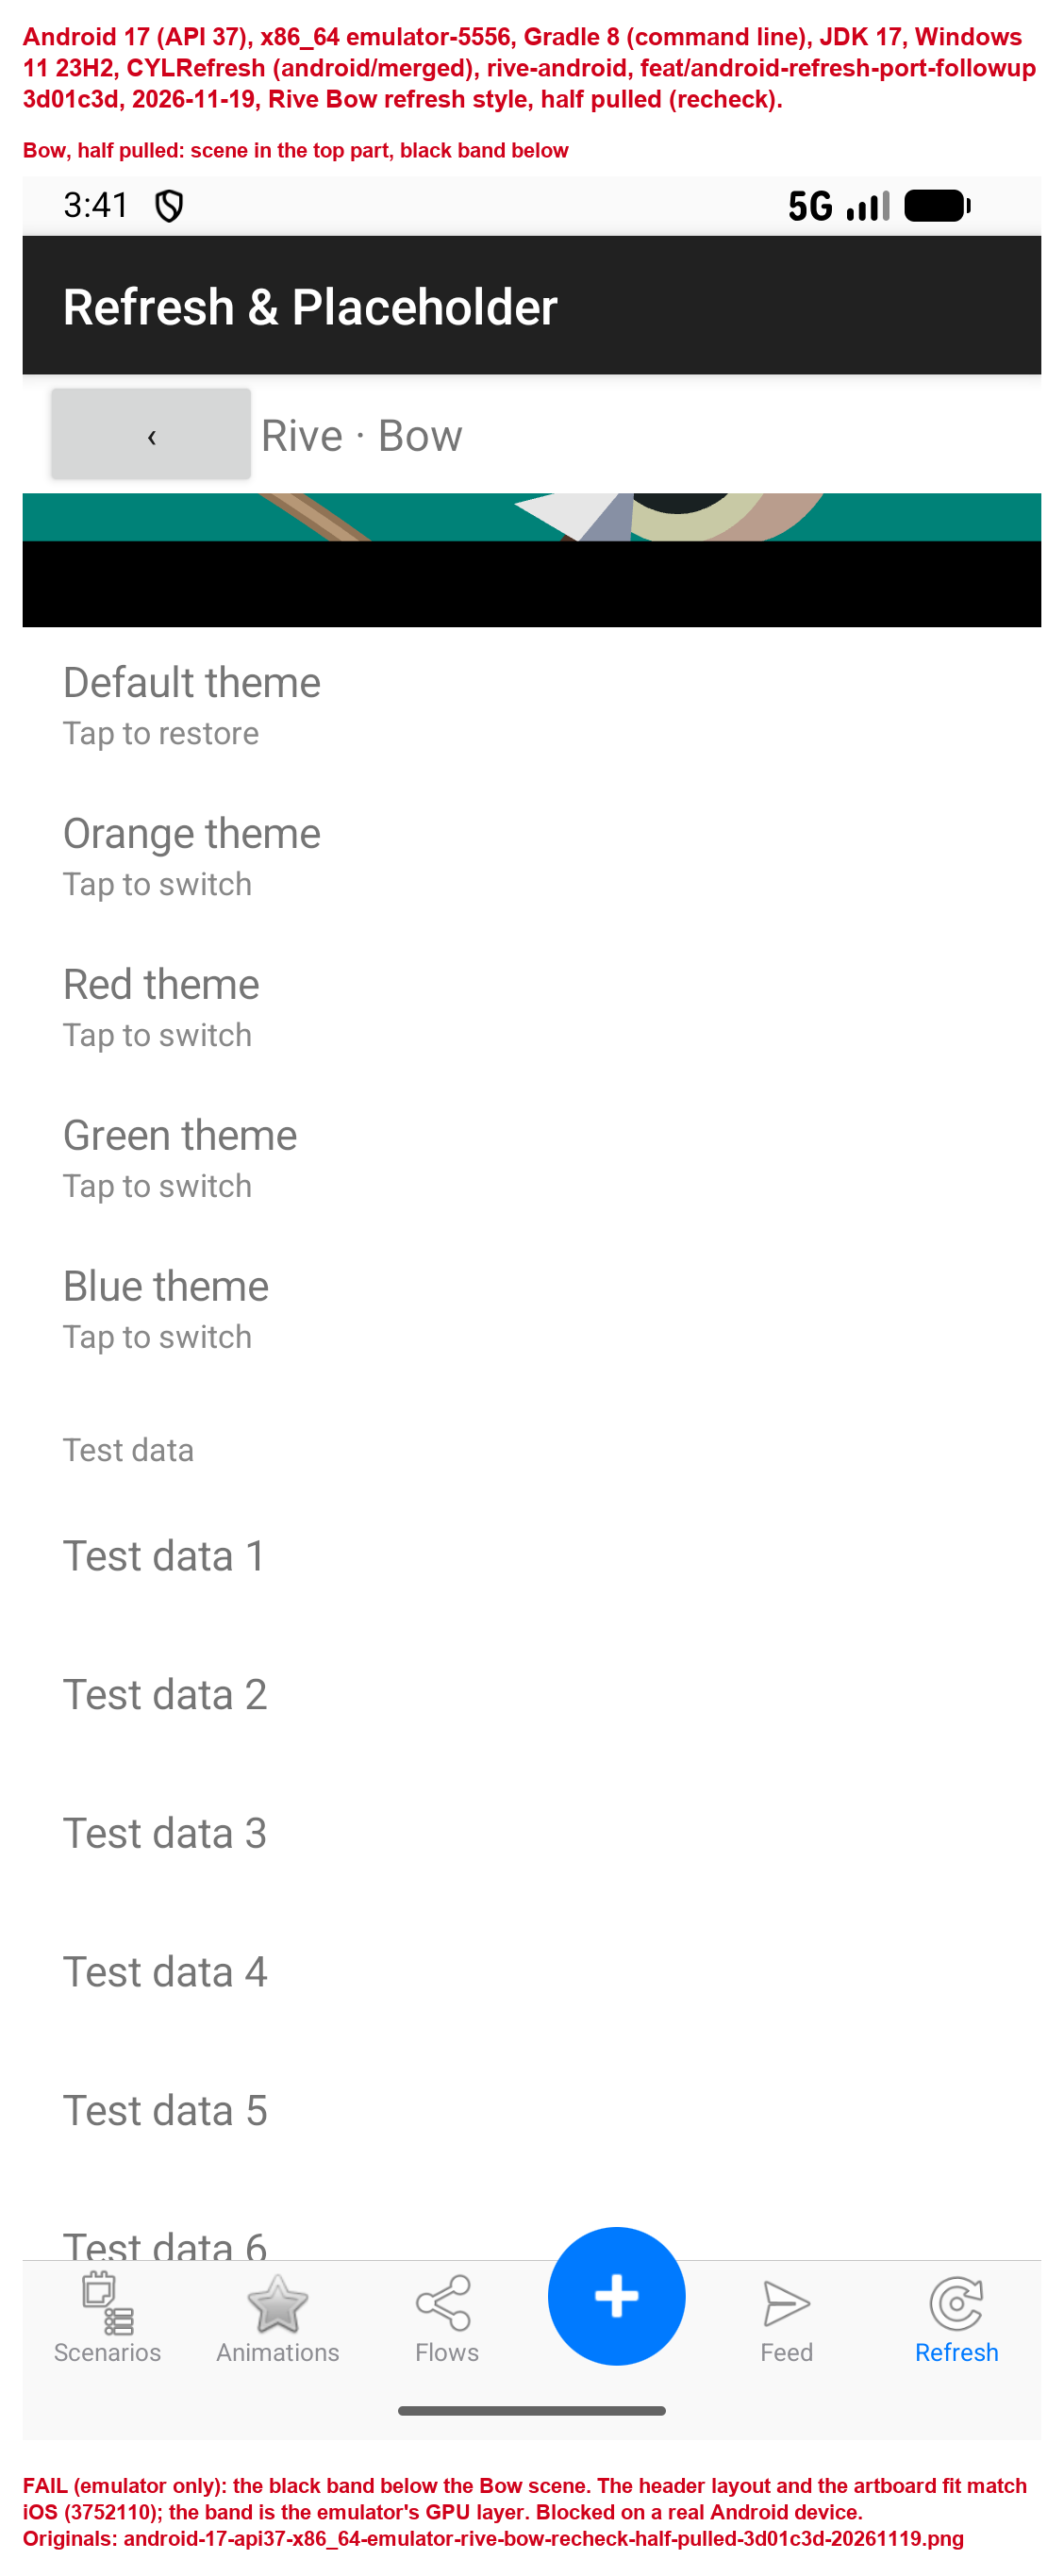 Android 17 (API 37), x86_64 emulator-5556, Gradle 8 (command line), JDK 17, Windows
11 23H2, CYLRefresh (android/merged), rive-android, feat/android-refresh-port-followup
3d01c3d, 2026-11-19, Rive Bow refresh style, half pulled (recheck).
Bow, half pulled: scene in the top part, black band below
3:41
5G
Refresh & Placeholder
‹ Rive · Bow
Default theme
Tap to restore
Orange theme
Tap to switch
Red theme
Tap to switch
Green theme
Tap to switch
Blue theme
Tap to switch
Test data
Test data 1
Test data 2
Test data 3
Test data 4
Test data 5
Test data 6
Scenarios
Animations
Flows
Feed
Refresh
FAIL (emulator only): the black band below the Bow scene. The header layout and the artboard fit match
iOS (3752110); the band is the emulator's GPU layer. Blocked on a real Android device.
Originals: android-17-api37-x86_64-emulator-rive-bow-recheck-half-pulled-3d01c3d-20261119.png